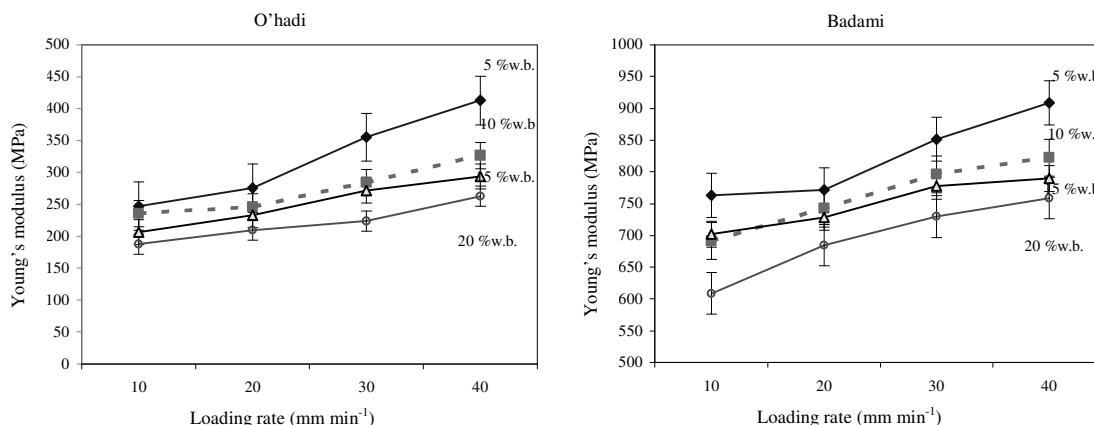 O'hadi
500
450
400
350
300
250
200
150
100
50
0
Young's modulus (MPa)
5 %w.b.
10 %w.b
5 %w.b.
20 %w.b.
10 20 30 40
Loading rate (mm min-1)
Badami
1000
950
900
850
800
750
700
650
600
550
500
Young's modulus (MPa)
5 %w.b
10 %w.
5 %w.b
20 %w.b.
10 20 30 40
Loading rate (mm min-1)